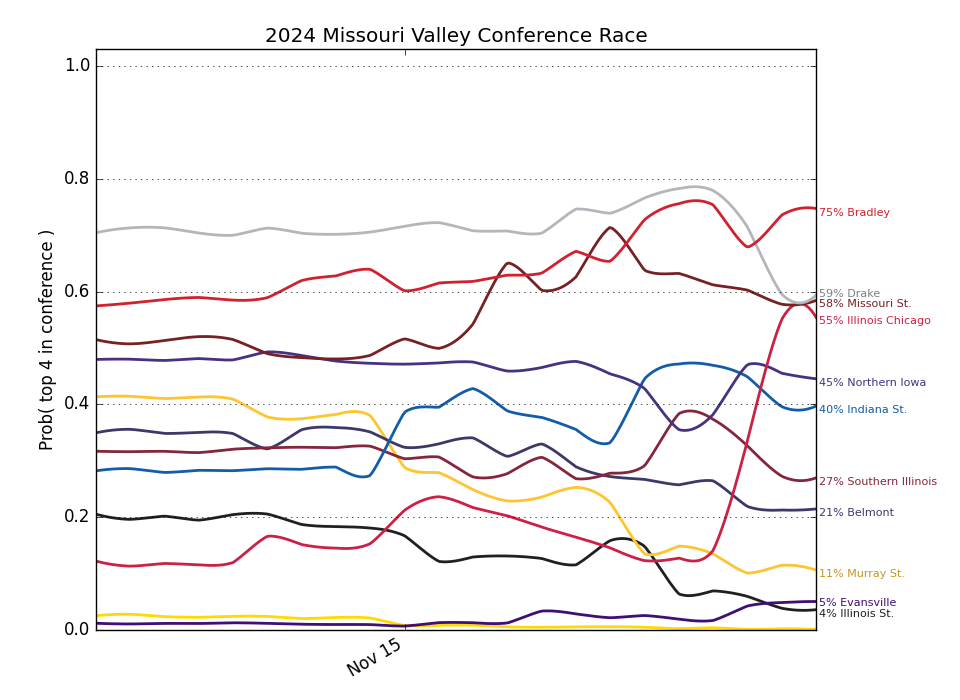 2024 Missouri Valley Conference Race
Prob( top 4 in conference )
1.0
0.8
0.6
0.4
0.2
0.0
Nov 15
75% Bradley
59% Drake
58% Missouri St.
55% Illinois Chicago
45% Northern Iowa
40% Indiana St.
27% Southern Illinois
21% Belmont
11% Murray St.
5% Evansville
4% Illinois St.